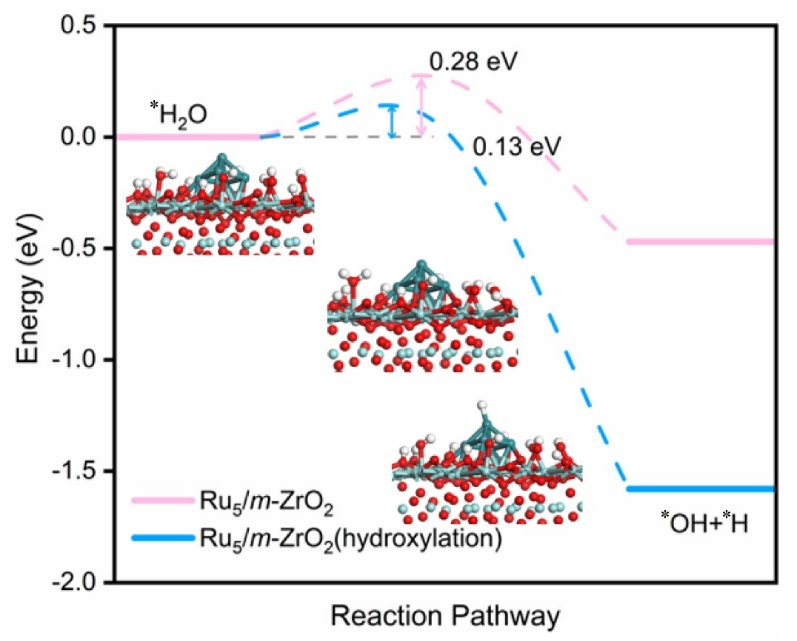 0.5
0.28 eV
*H₂O
0.0
0.13 eV
-0.5
Energy (eV)
-1.0
-1.5
Ru₅/m-ZrO₂
Ru₅/m-ZrO₂(hydroxylation)
*OH+*H
-2.0
Reaction Pathway